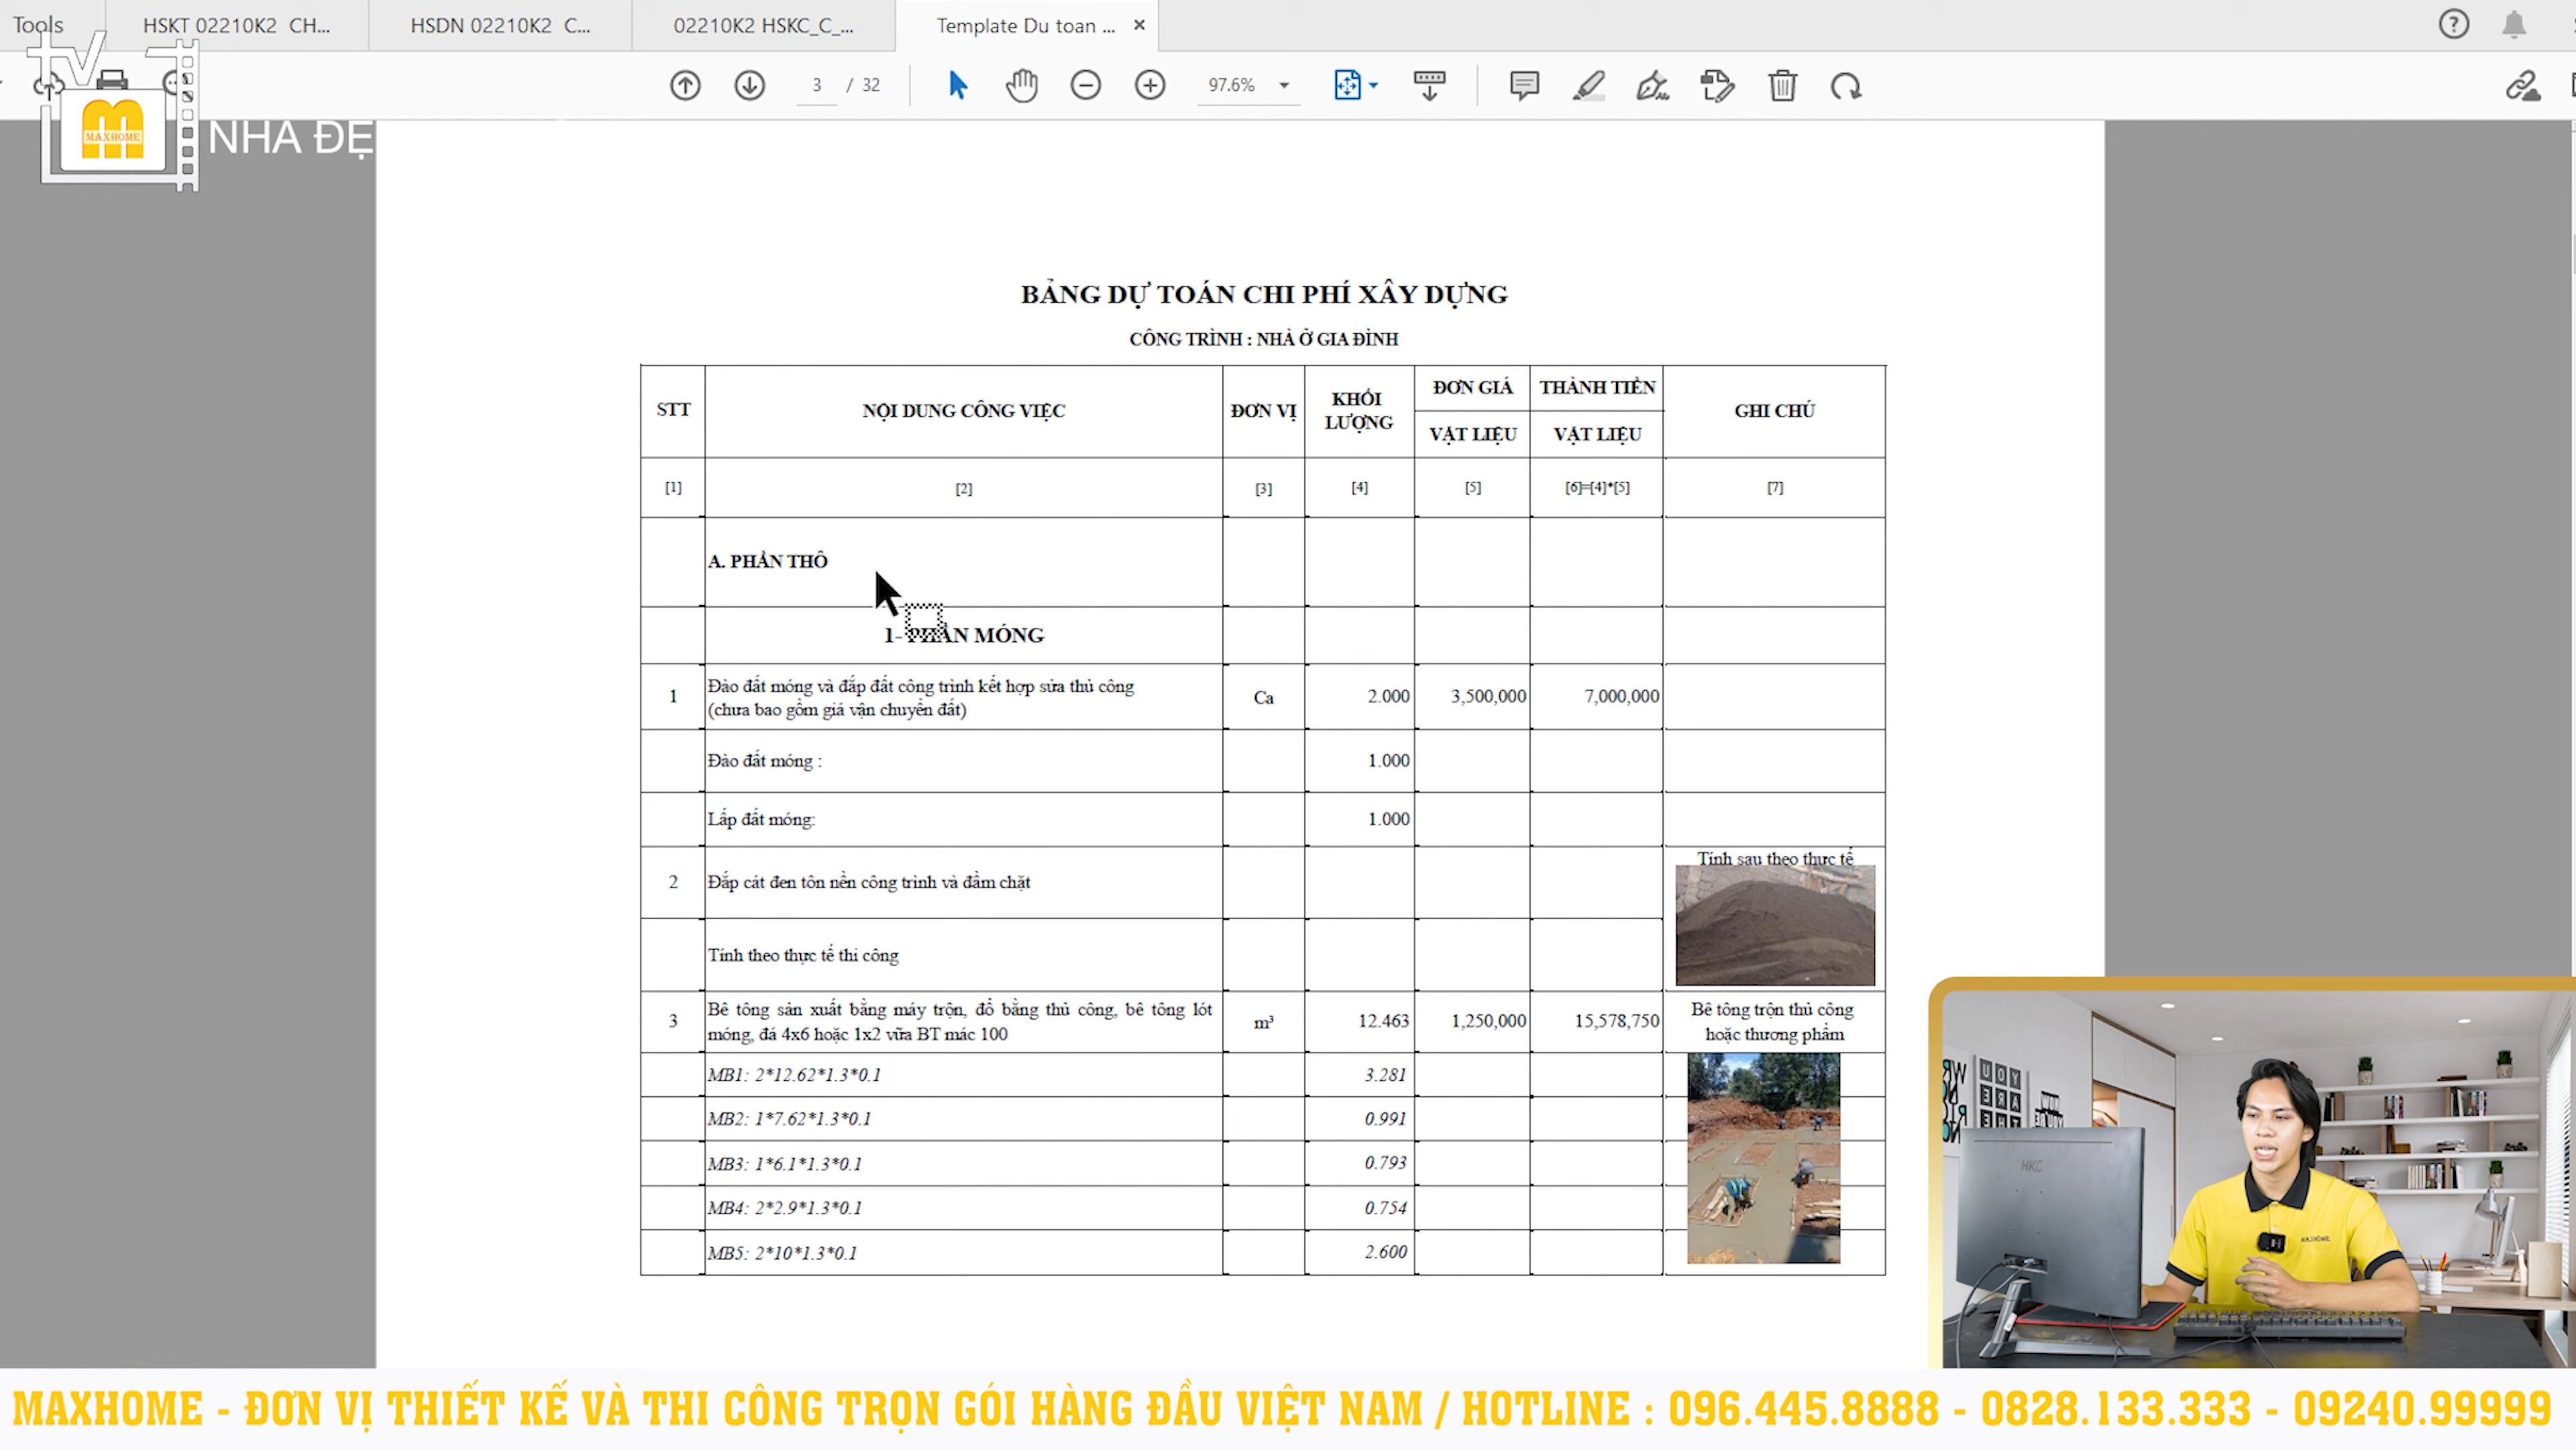 Tools
HSKT 02210K2 CH...
HSDN 02210K2 C...
02210K2 HSKC_C_...
Template Du toan ...
3 / 32
97.6%
tv
MAXHOME
NHÀ ĐẸ
BẢNG DỰ TOÁN CHI PHÍ XÂY DỰNG
CÔNG TRÌNH : NHÀ Ở GIA ĐÌNH
STT NỘI DUNG CÔNG VIỆC ĐƠN VỊ KHỐI LƯỢNG ĐƠN GIÁ THÀNH TIỀN GHI CHÚ
VẬT LIỆU VẬT LIỆU
[1] [2] [3] [4] [5] [6]=[4]*[5] [7]
A. PHẦN THÔ
1- PHẦN MÓNG
1 Đào đất móng và đắp đất công trình kết hợp sửa thủ công Ca 2.000 3,500,000 7,000,000
(chưa bao gồm giá vận chuyển đất)
Đào đất móng : 1.000
Lấp đất móng: 1.000
Tính sau theo thực tế
2 Đắp cát đen tôn nền công trình và đầm chặt
Tính theo thực tế thi công
3 Bê tông sản xuất bằng máy trộn, đổ bằng thủ công, bê tông lót m³ 12.463 1,250,000 15,578,750 Bê tông trộn thủ công
móng, đá 4x6 hoặc 1x2 vữa BT mác 100 hoặc thương phẩm
MB1: 2*12.62*1.3*0.1 3.281
MB2: 1*7.62*1.3*0.1 0.991
MB3: 1*6.1*1.3*0.1 0.793
MB4: 2*2.9*1.3*0.1 0.754
MB5: 2*10*1.3*0.1 2.600
HKC
MAXHOME
MAXHOME - ĐƠN VỊ THIẾT KẾ VÀ THI CÔNG TRỌN GÓI HÀNG ĐẦU VIỆT NAM / HOTLINE : 096.445.8888 - 0828.133.333 - 09240.99999